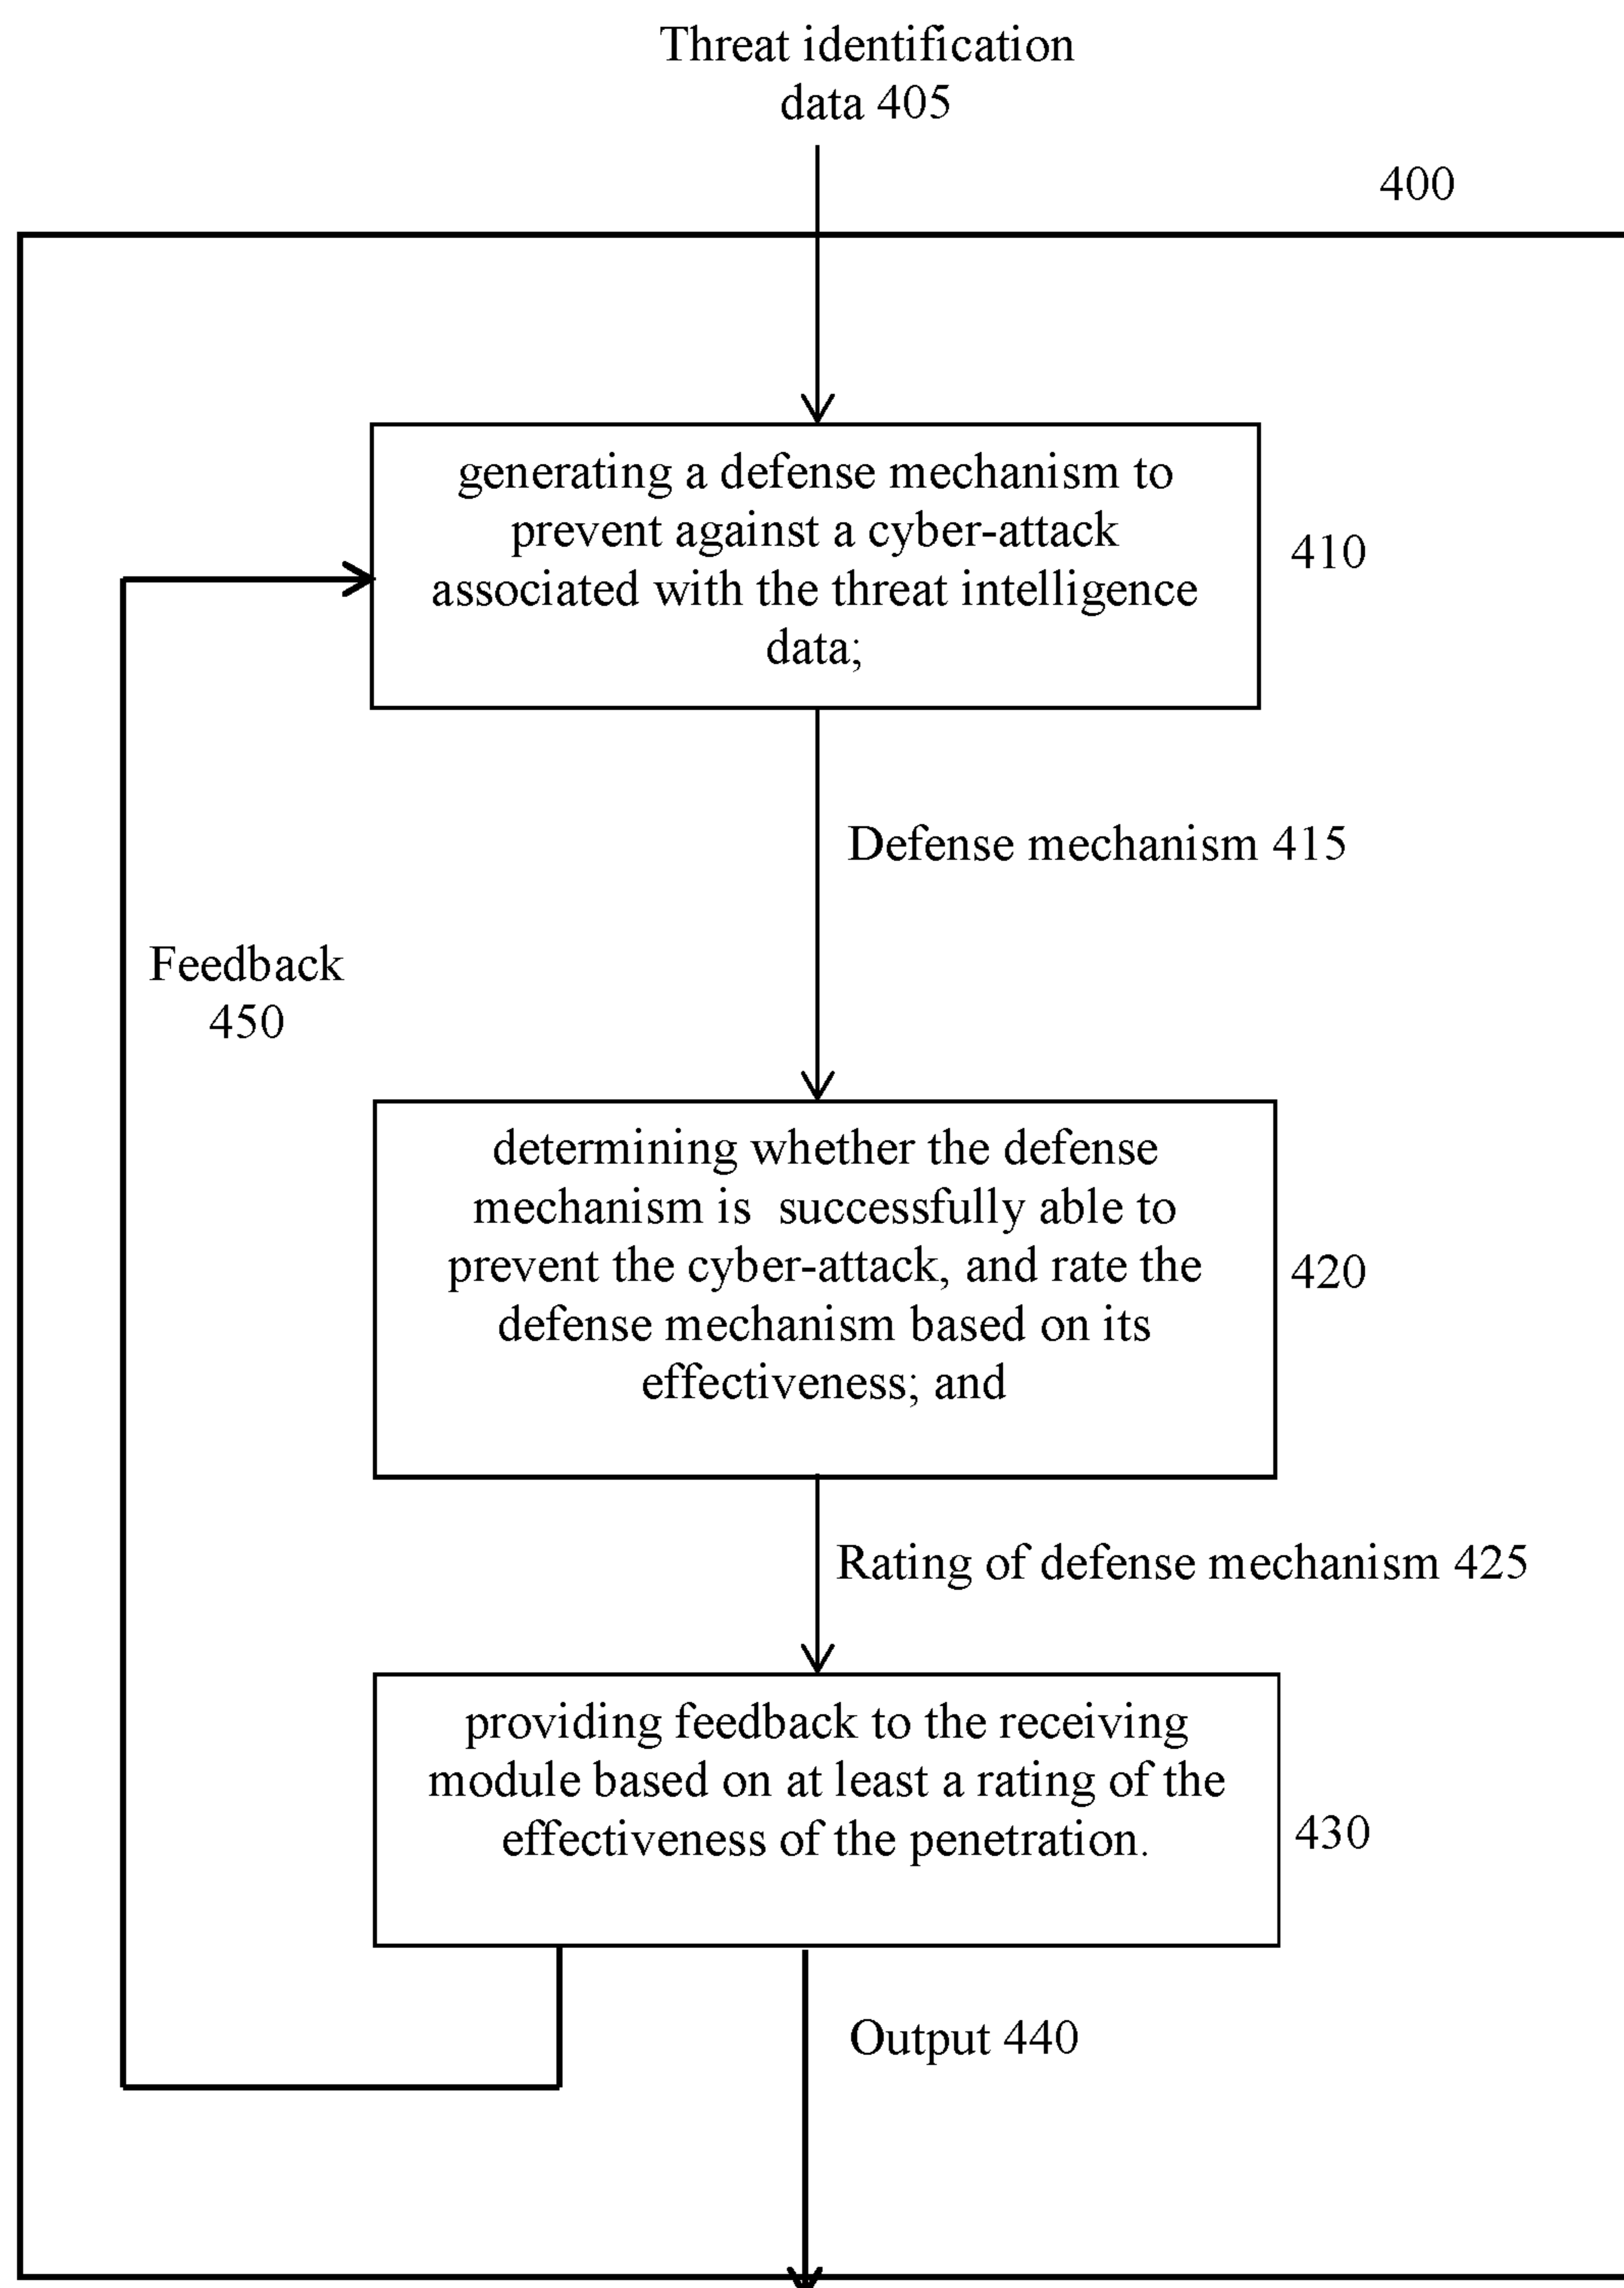 Threat identification
data 405
400
generating a defense mechanism to
prevent against a cyber-attack
associated with the threat intelligence
data;
410
Defense mechanism 415
Feedback
450
determining whether the defense
mechanism is  successfully able to
prevent the cyber-attack, and rate the
defense mechanism based on its
effectiveness; and
420
Rating of defense mechanism 425
providing feedback to the receiving
module based on at least a rating of the
effectiveness of the penetration.
430
Output 440